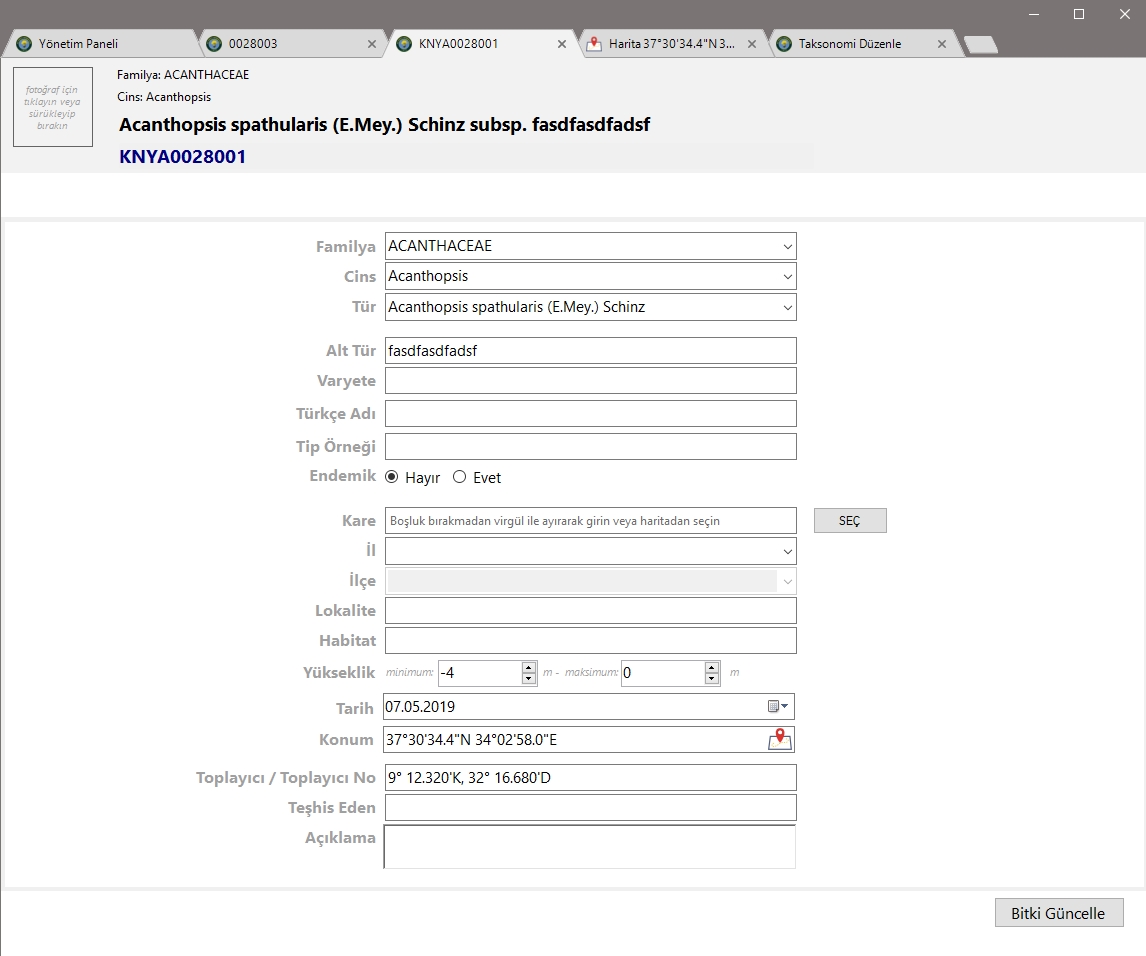 Yönetim Paneli
0028003
KNYA0028001
Harita 37°30'34.4"N 3...
Taksonomi Düzenle
fotoğraf için
tıklayın veya
sürükleyip
bırakın
Familya: ACANTHACEAE
Cins: Acanthopsis
Acanthopsis spathularis (E.Mey.) Schinz subsp. fasdfasdfadsf
KNYA0028001
Familya ACANTHACEAE
Cins Acanthopsis
Tür Acanthopsis spathularis (E.Mey.) Schinz
Alt Tür fasdfasdfadsf
Varyete
Türkçe Adı
Tip Örneği
Endemik Hayır Evet
Kare Boşluk bırakmadan virgül ile ayırarak girin veya haritadan seçin SEÇ
İl
İlçe
Lokalite
Habitat
Yükseklik minimum: -4 m - maksimum: 0 m
Tarih 07.05.2019
Konum 37°30'34.4"N 34°02'58.0"E
Toplayıcı / Toplayıcı No 9° 12.320'K, 32° 16.680'D
Teşhis Eden
Açıklama
Bitki Güncelle